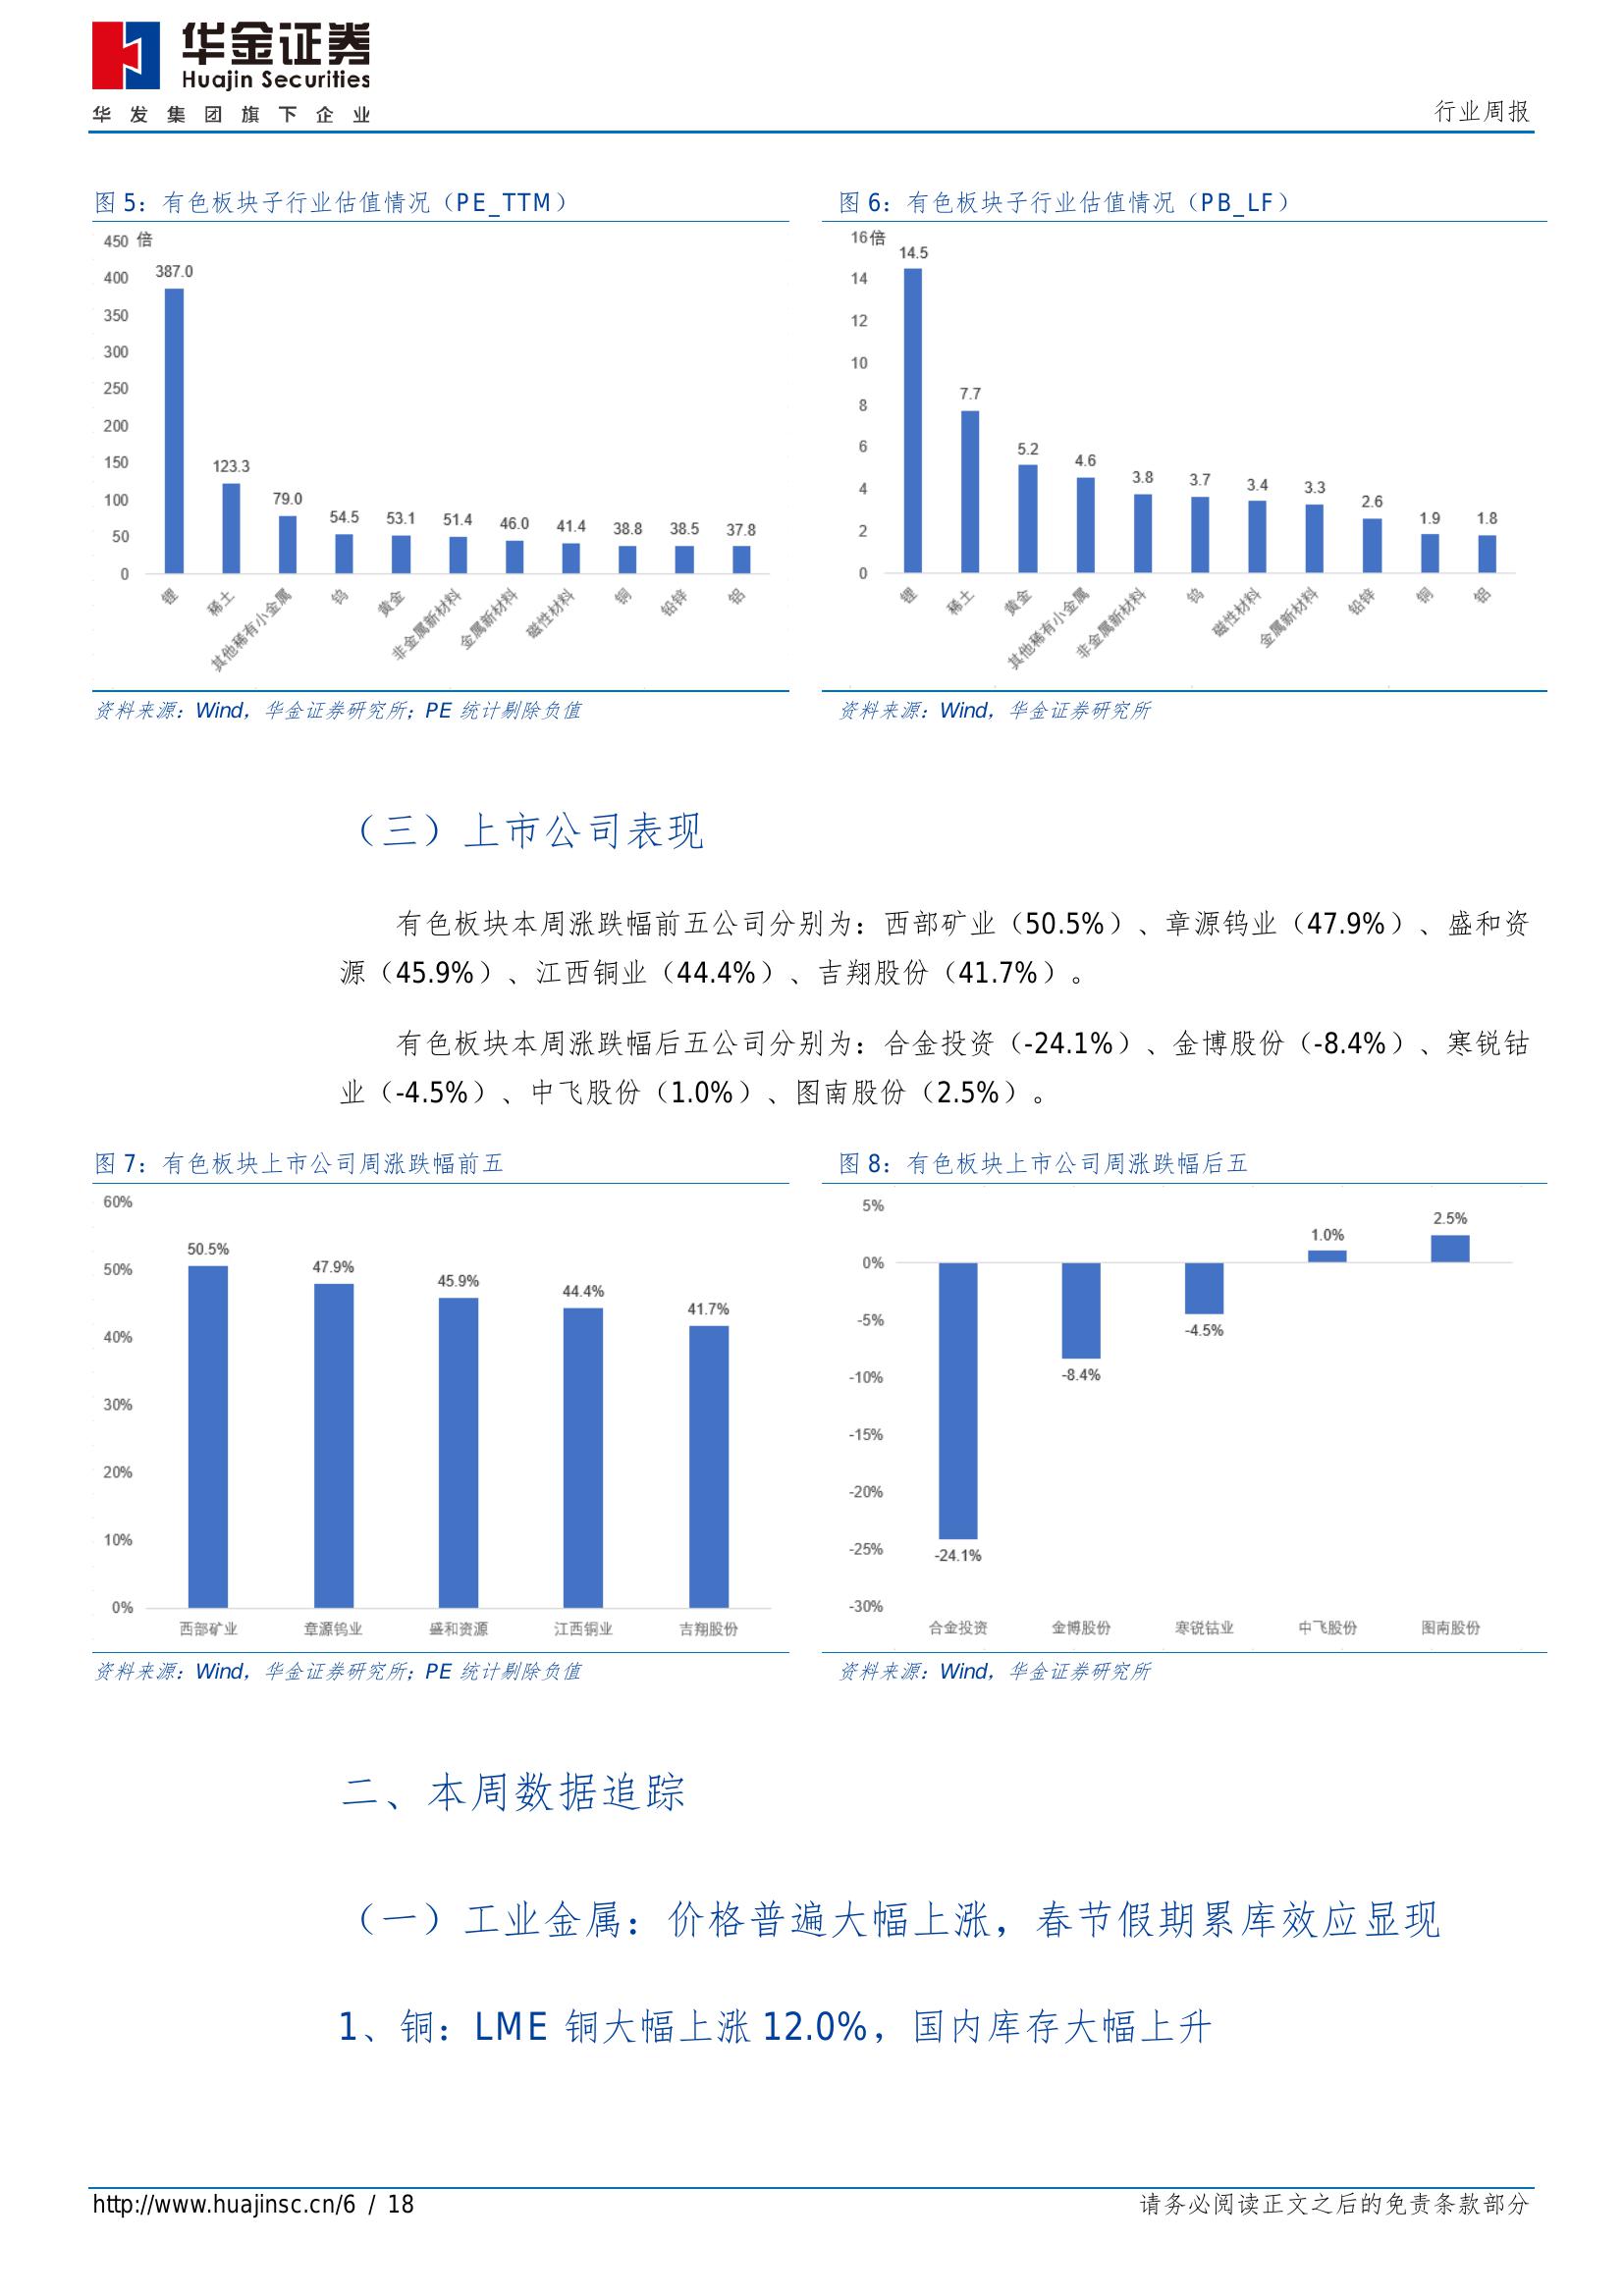 华金证券
Huajin Securities
华发集团旗下企业
行业周报
图 5：有色板块子行业估值情况（PE_TTM）
450 倍
400
350
300
250
200
150
100
50
0
387.0
123.3
79.0
54.5
53.1
51.4
46.0
41.4
38.8
38.5
37.8
锂
稀土
其他稀有小金属
钨
黄金
非金属新材料
金属新材料
磁性材料
铜
铅锌
铝
资料来源：Wind，华金证券研究所；PE 统计剔除负值
图 6：有色板块子行业估值情况（PB_LF）
16倍
14
12
10
8
6
4
2
0
14.5
7.7
5.2
4.6
3.8
3.7
3.4
3.3
2.6
1.9
1.8
锂
稀土
黄金
其他稀有小金属
非金属新材料
钨
磁性材料
金属新材料
铅锌
铜
铝
资料来源：Wind，华金证券研究所
（三）上市公司表现
有色板块本周涨跌幅前五公司分别为：西部矿业（50.5%）、章源钨业（47.9%）、盛和资
源（45.9%）、江西铜业（44.4%）、吉翔股份（41.7%）。
有色板块本周涨跌幅后五公司分别为：合金投资（-24.1%）、金博股份（-8.4%）、寒锐钴
业（-4.5%）、中飞股份（1.0%）、图南股份（2.5%）。
图 7：有色板块上市公司周涨跌幅前五
60%
50%
40%
30%
20%
10%
0%
50.5%
47.9%
45.9%
44.4%
41.7%
西部矿业
章源钨业
盛和资源
江西铜业
吉翔股份
资料来源：Wind，华金证券研究所；PE 统计剔除负值
图 8：有色板块上市公司周涨跌幅后五
5%
0%
-5%
-10%
-15%
-20%
-25%
-30%
-24.1%
-8.4%
-4.5%
1.0%
2.5%
合金投资
金博股份
寒锐钴业
中飞股份
图南股份
资料来源：Wind，华金证券研究所
二、本周数据追踪
（一）工业金属：价格普遍大幅上涨，春节假期累库效应显现
1、铜：LME 铜大幅上涨 12.0%，国内库存大幅上升
http://www.huajinsc.cn/6 / 18
请务必阅读正文之后的免责条款部分